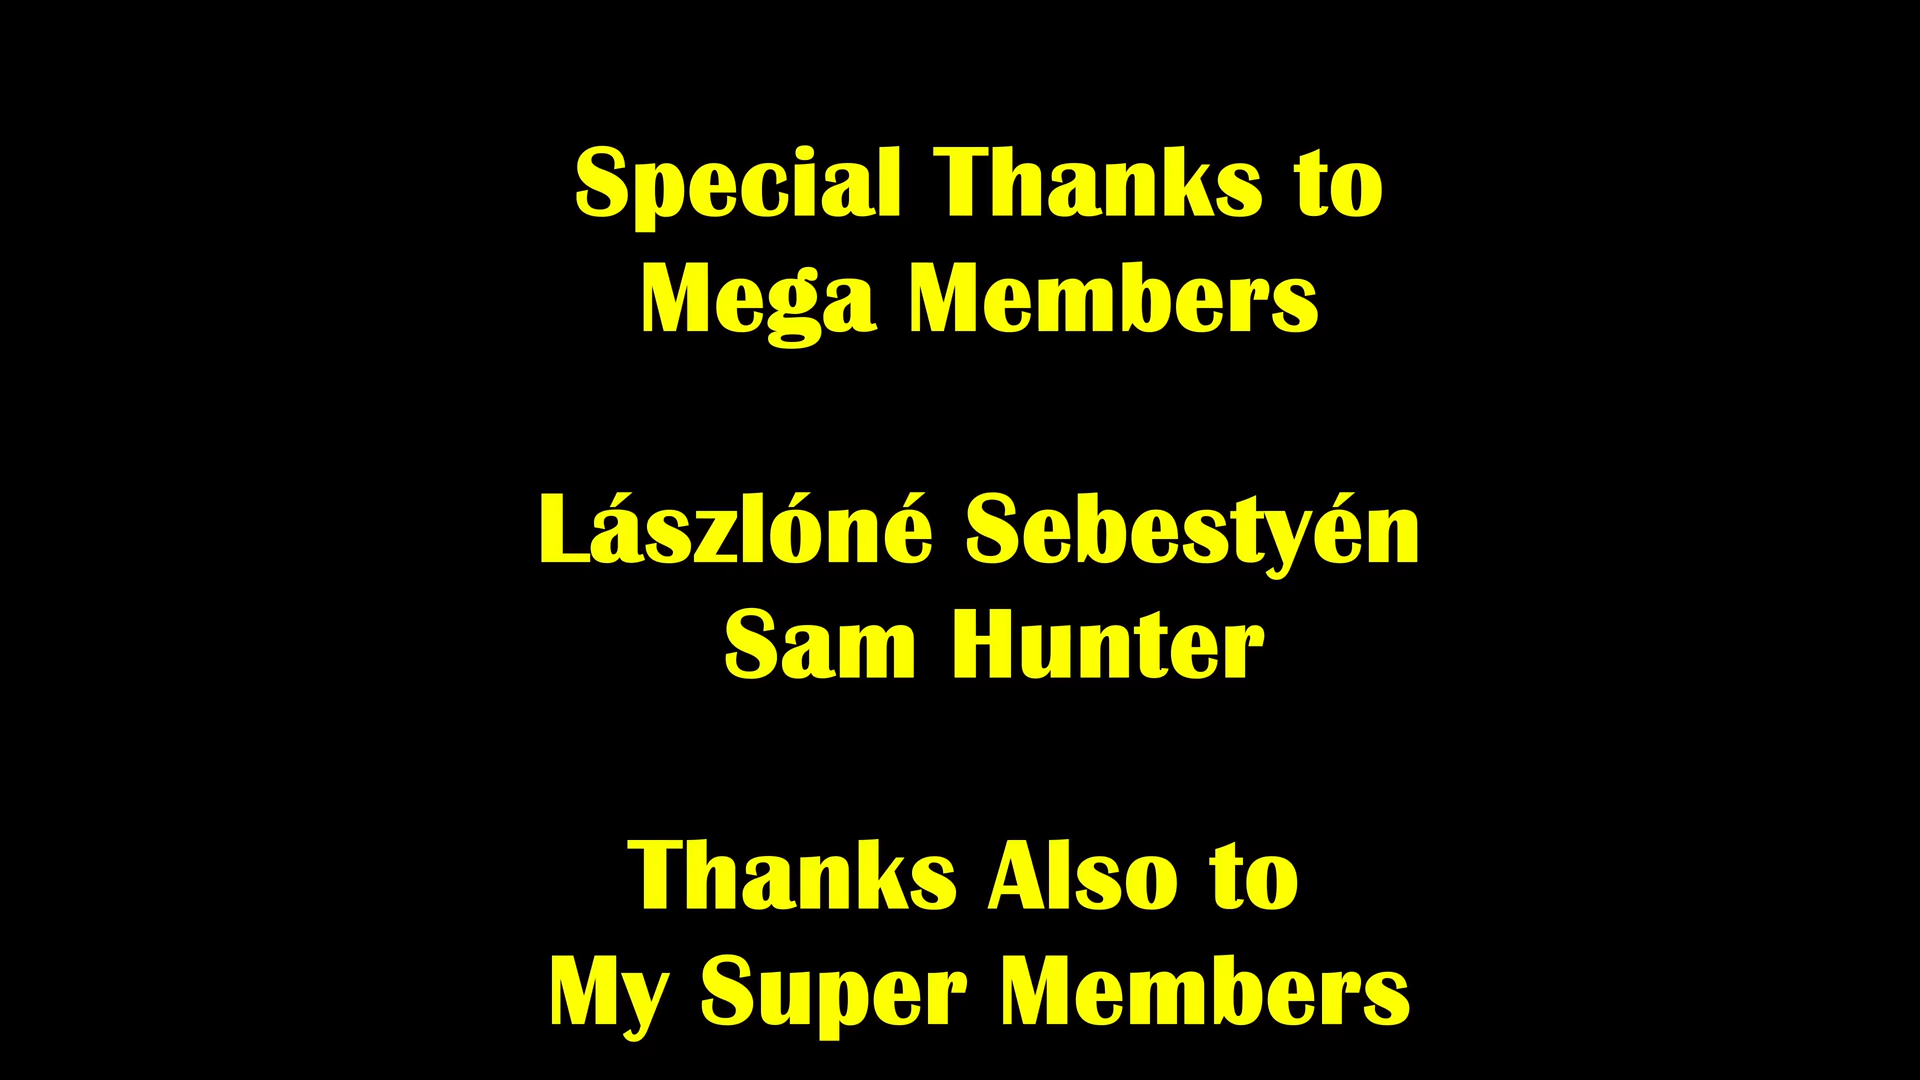 Special Thanks to
Mega Members
Lászlóné Sebestyén
Sam Hunter
Thanks Also to
My Super Members